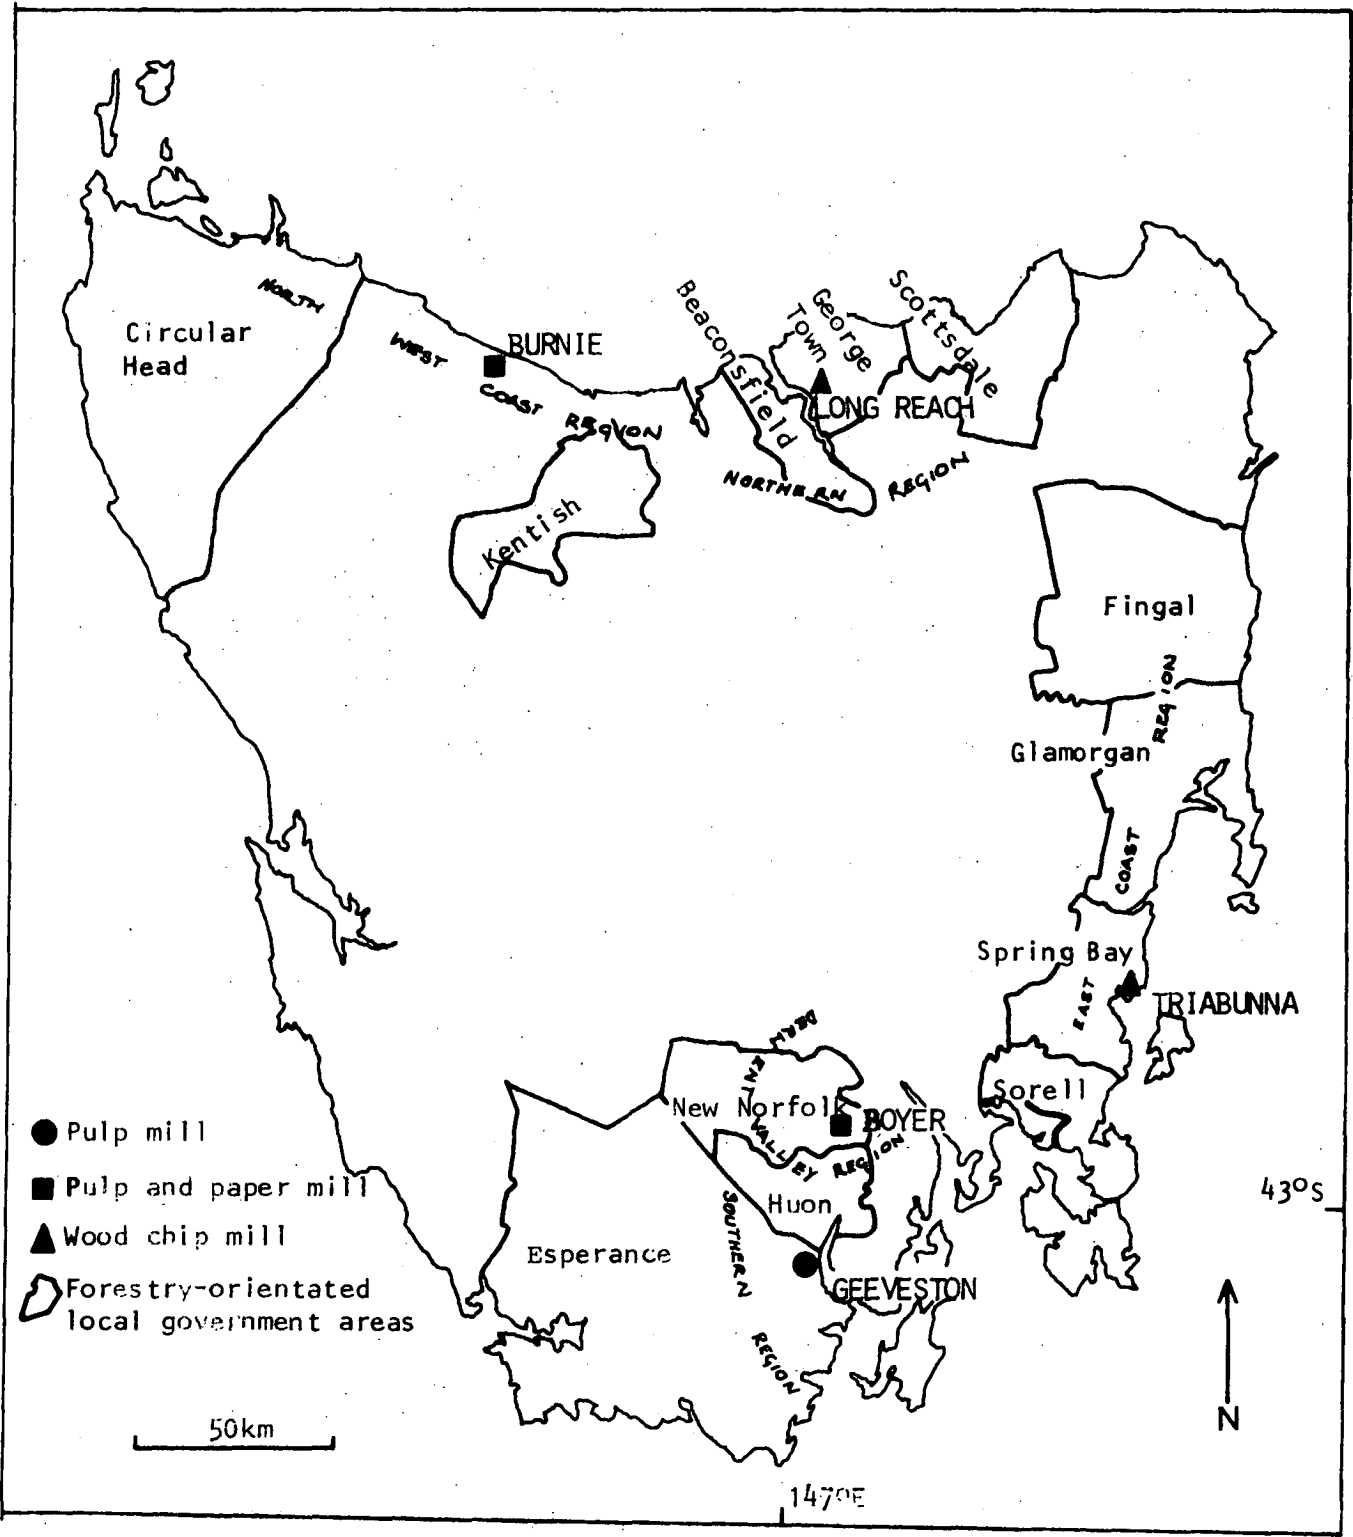 Circular
Head
NORTH
WEST
COAST REGION
BURNIE
Kentish
Beaconsfield
George
Town
Scottsdale
LONG REACH
NORTHERN REGION
Fingal
Glamorgan
EAST COAST REGION
Spring Bay
TRIABUNNA
Sorell
DERWENT
VALLEY REGION
New Norfolk
BOYER
Huon
SOUTHERN
REGION
Esperance
GEEVESTON
Pulp mill
Pulp and paper mill
Wood chip mill
Forestry-orientated
local government areas
50km
43°S
N
147°E